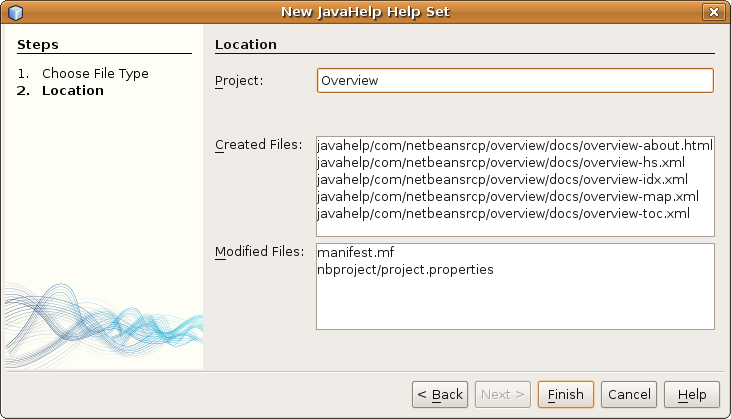 New JavaHelp Help Set
Steps
1. Choose File Type
2. Location
Location
Project: Overview
Created Files:
javahelp/com/netbeansrcp/overview/docs/overview-about.html
javahelp/com/netbeansrcp/overview/docs/overview-hs.xml
javahelp/com/netbeansrcp/overview/docs/overview-idx.xml
javahelp/com/netbeansrcp/overview/docs/overview-map.xml
javahelp/com/netbeansrcp/overview/docs/overview-toc.xml
Modified Files:
manifest.mf
nbproject/project.properties
< Back Next > Finish Cancel Help